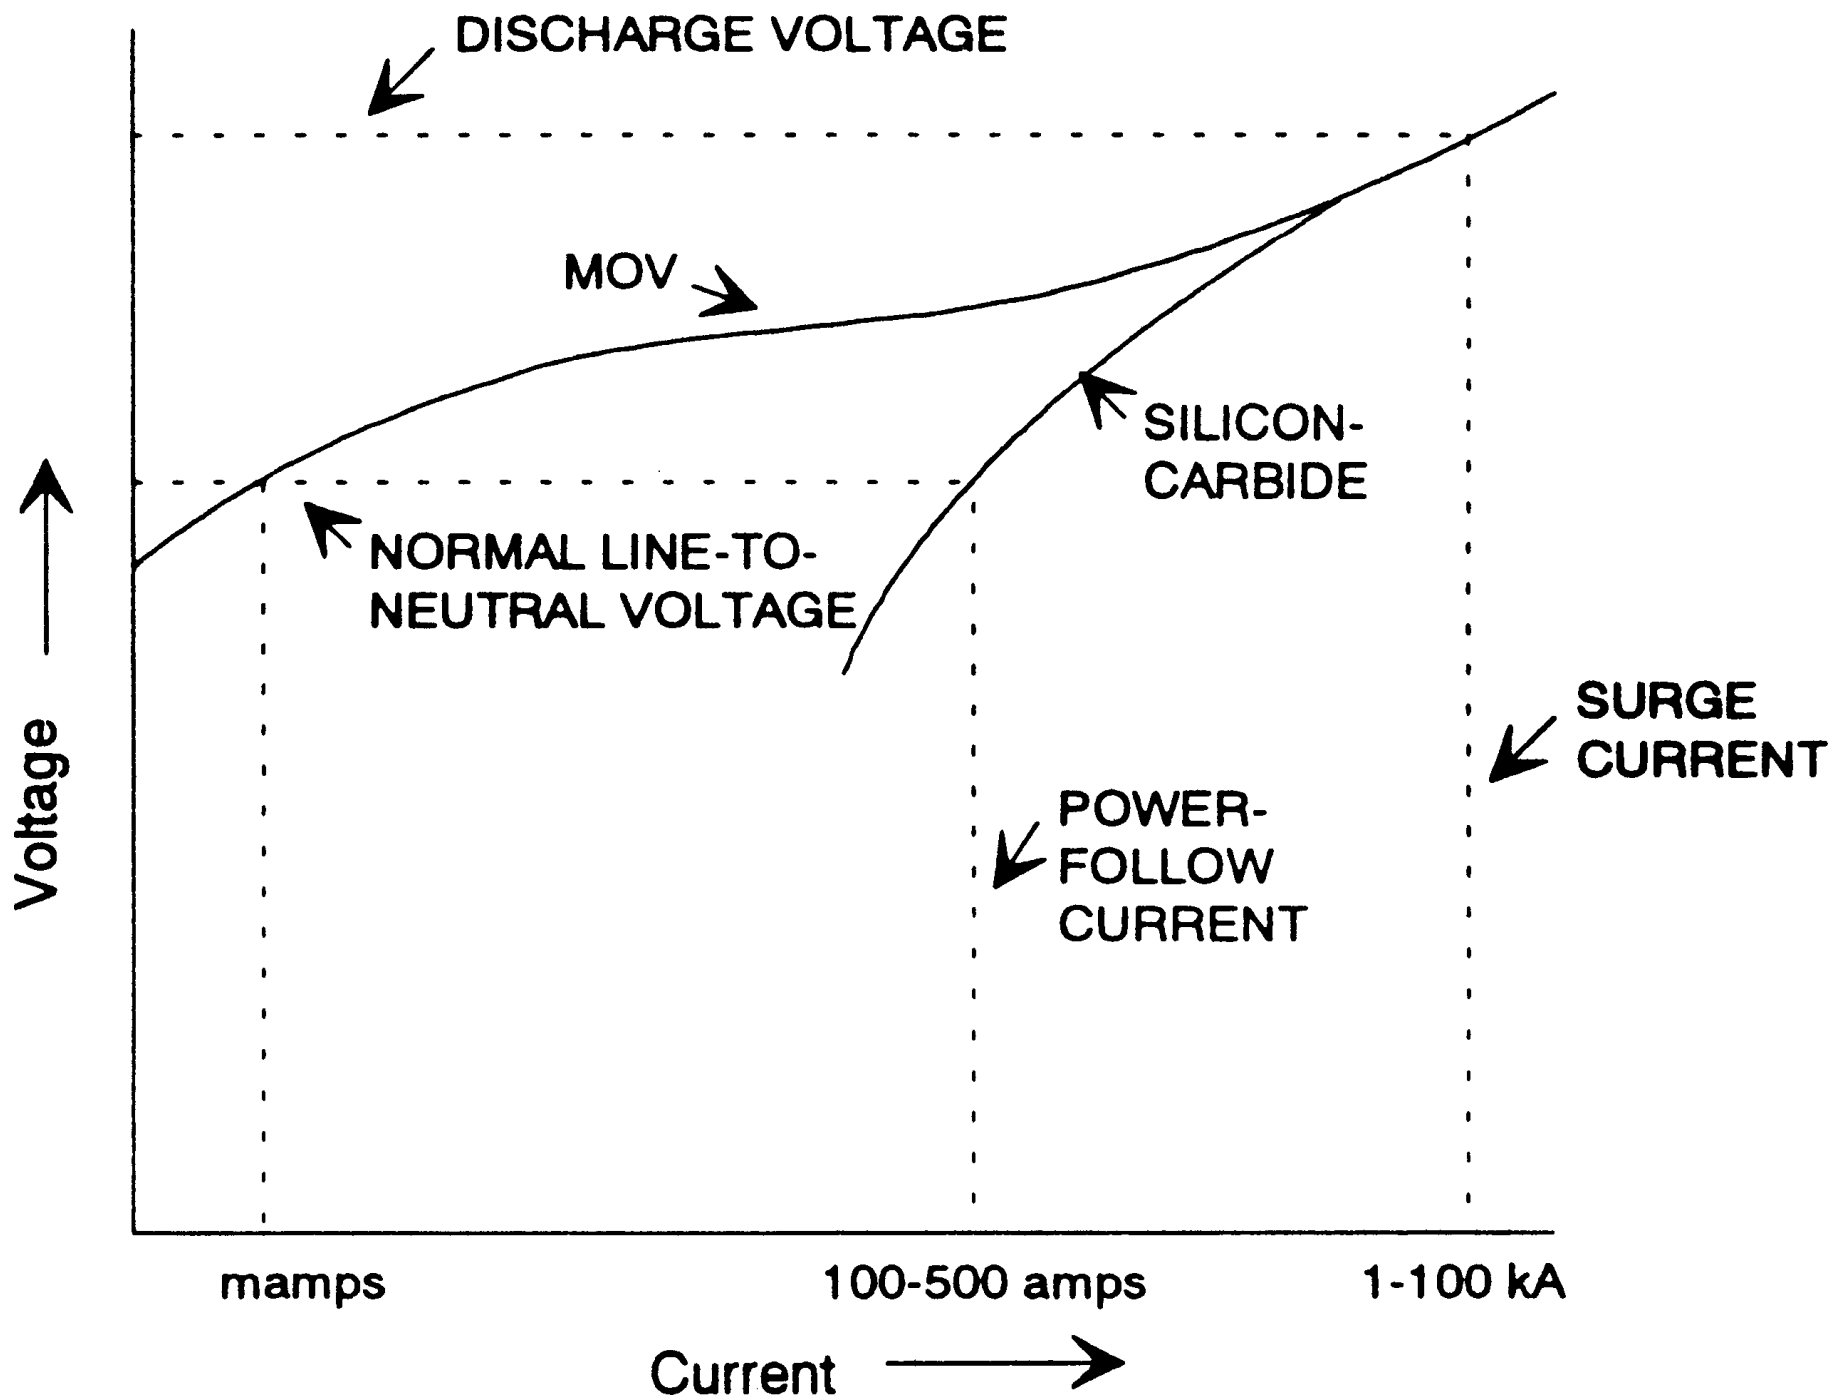 DISCHARGE VOLTAGE
MOV
SILICON-
CARBIDE
NORMAL LINE-TO-
NEUTRAL VOLTAGE
SURGE
CURRENT
POWER-
FOLLOW
CURRENT
Voltage
mamps
100-500 amps
1-100 kA
Current